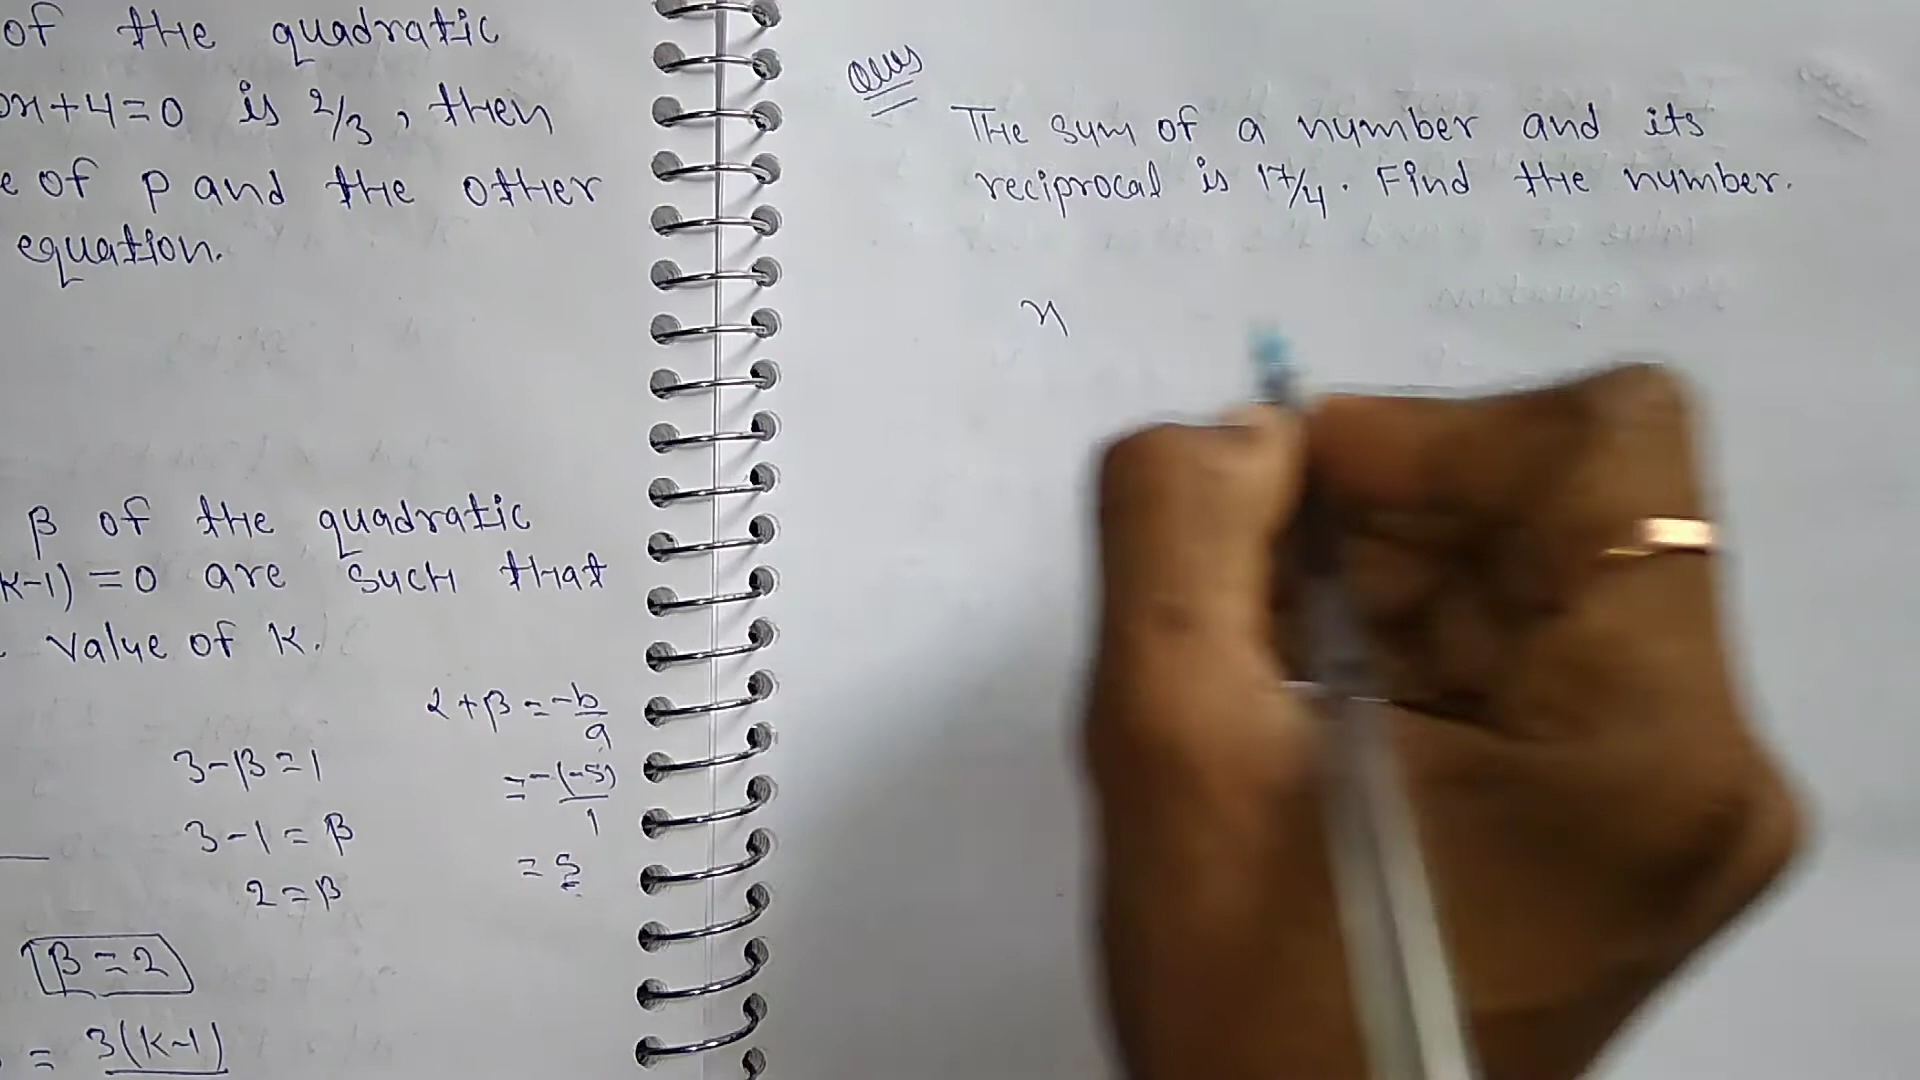 of the quadratic
x+4=0 is 2/3, then
e of p and the other
equation.
β of the quadratic
k-1)=0 are such that
value of k.
2+β=-b/a
3-β=1
=-(-5)/1
3-1=β
=5
2=β
β=2
= 3(k-1)
Ques
The sum of a number and its
reciprocal is 17/4. Find the number.
x